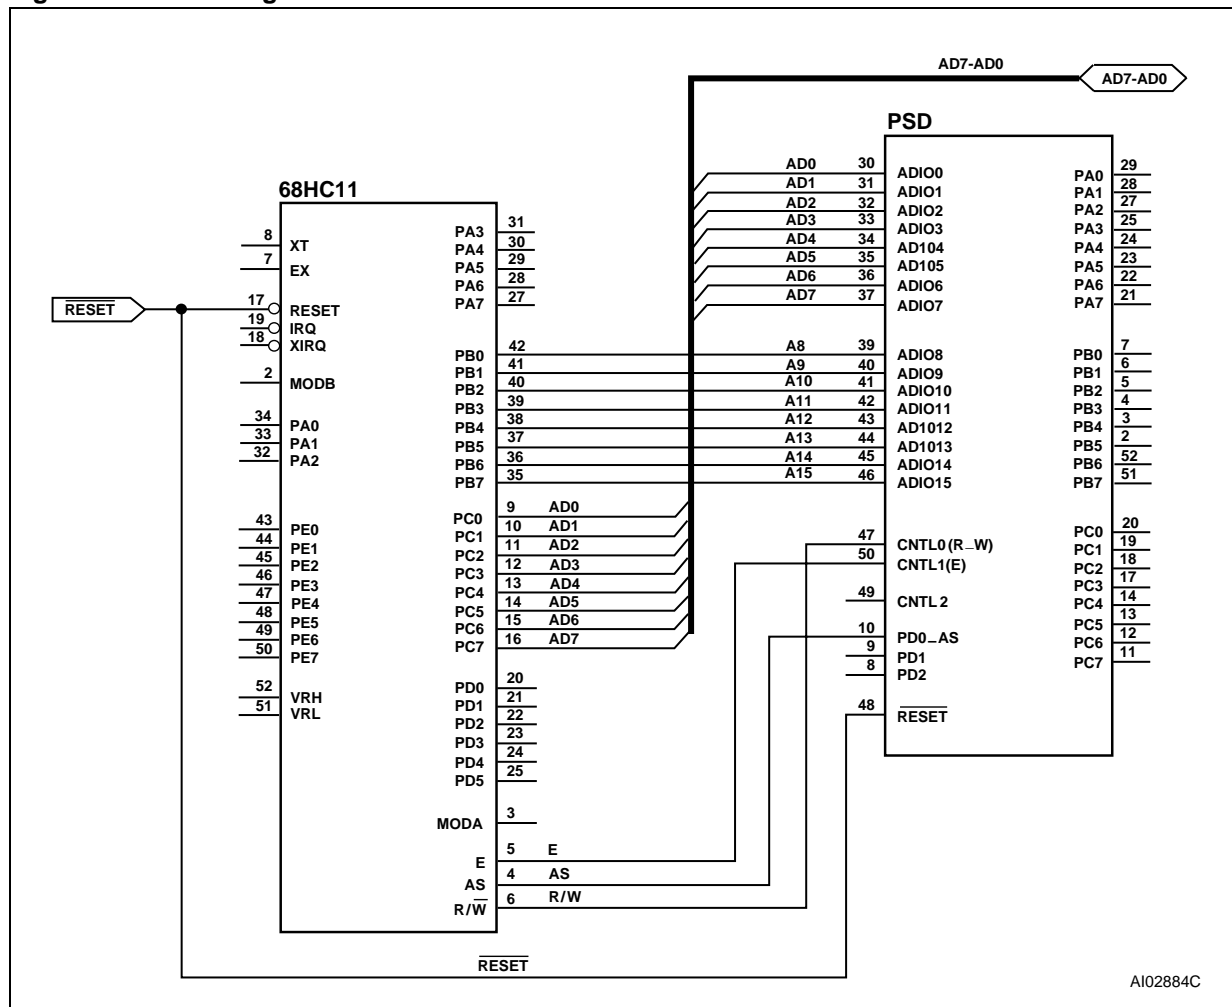 AD7-AD0
AD7-AD0
PSD
68HC11
AD0 30 ADIO0 PA0 29
AD1 31 ADIO1 PA1 28
AD2 32 ADIO2 PA2 27
AD3 33 ADIO3 PA3 25
AD4 34 AD104 PA4 24
AD5 35 AD105 PA5 23
AD6 36 ADIO6 PA6 22
AD7 37 ADIO7 PA7 21
8 XT PA3 31
PA4 30
7 EX PA5 29
PA6 28
PA7 27
RESET 17 RESET
19 IRQ
18 XIRQ
PB0 42 A8 39 ADIO8 PB0 7
PB1 41 A9 40 ADIO9 PB1 6
2 MODB PB2 40 A10 41 ADIO10 PB2 5
PB3 39 A11 42 ADIO11 PB3 4
34 PA0 PB4 38 A12 43 AD1012 PB4 3
33 PA1 PB5 37 A13 44 AD1013 PB5 2
32 PA2 PB6 36 A14 45 ADIO14 PB6 52
PB7 35 A15 46 ADIO15 PB7 51
PC0 9 AD0
43 PE0 PC1 10 AD1 PC0 20
44 PE1 PC2 11 AD2 47 CNTL0(R_W) PC1 19
45 PE2 PC3 12 AD3 50 CNTL1(E) PC2 18
46 PE3 PC4 13 AD4 PC3 17
47 PE4 PC5 14 AD5 49 CNTL2 PC4 14
48 PE5 PC6 15 AD6 PC5 13
49 PE6 PC7 16 AD7 10 PD0_AS PC6 12
50 PE7 9 PD1 PC7 11
8 PD2
52 VRH PD0 20
51 VRL PD1 21
PD2 22 48 RESET
PD3 23
PD4 24
PD5 25
MODA 3
E 5 E
AS 4 AS
R/W 6 R/W
RESET
AI02884C